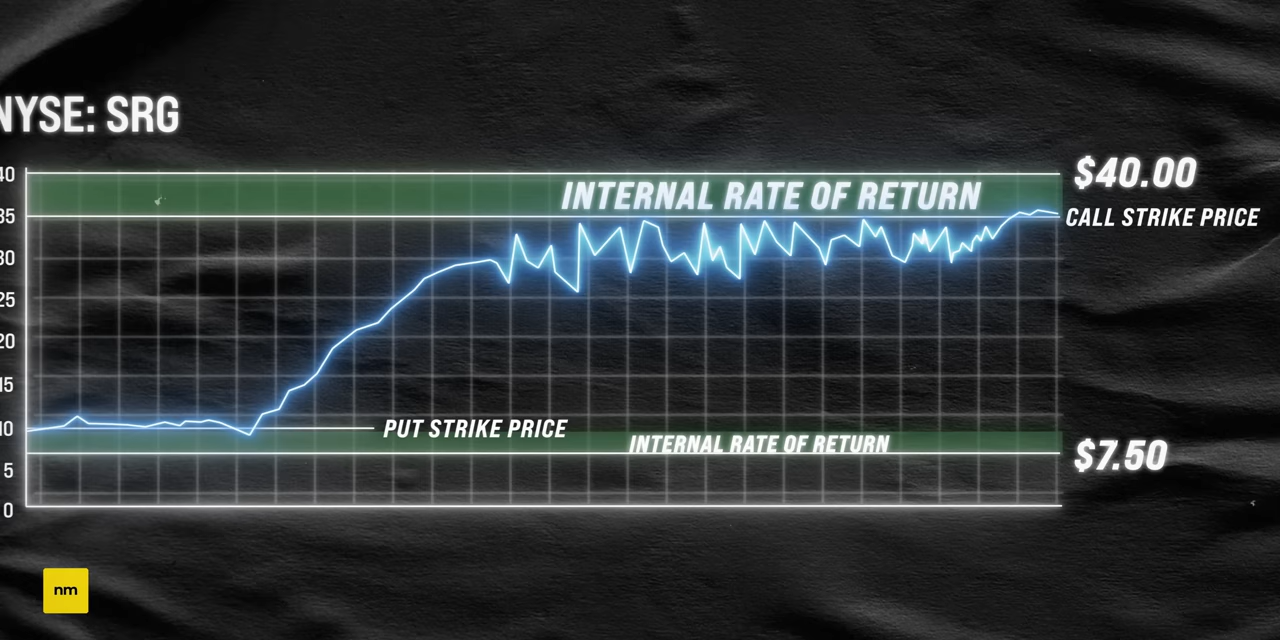 NYSE: SRG
40
$40.00
INTERNAL RATE OF RETURN
35
CALL STRIKE PRICE
30
25
20
15
10
PUT STRIKE PRICE
INTERNAL RATE OF RETURN
$7.50
5
0
nm